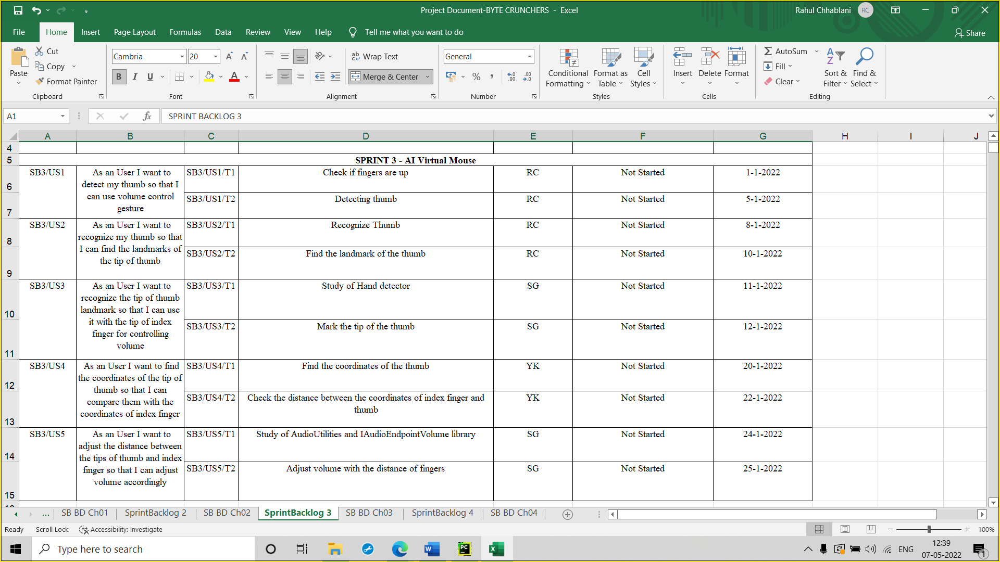 Project Document-BYTE CRUNCHERS - Excel
Rahul Chhablani
RC
File
Home
Insert
Page Layout
Formulas
Data
Review
View
Help
Tell me what you want to do
Share
Paste
Cut
Copy
Format Painter
Clipboard
Cambria
20
A
A
B
I
U
A
Font
ab
Wrap Text
Merge & Center
Alignment
General
%
Number
Conditional Formatting
Format as Table
Cell Styles
Styles
Insert
Delete
Format
Cells
AutoSum
Fill
Clear
Sort & Filter
Find & Select
Editing
A1
fx
SPRINT BACKLOG 3
A B C D E F G H I J
4
5 SPRINT 3 - AI Virtual Mouse
SB3/US1
As an User I want to
detect my thumb so that I
can use volume control
gesture
6 SB3/US1/T1 Check if fingers are up RC Not Started 1-1-2022
7 SB3/US1/T2 Detecting thumb RC Not Started 5-1-2022
SB3/US2
As an User I want to
recognize my thumb so that
I can find the landmarks of
the tip of thumb
8 SB3/US2/T1 Recognize Thumb RC Not Started 8-1-2022
9 SB3/US2/T2 Find the landmark of the thumb RC Not Started 10-1-2022
SB3/US3
As an User I want to
recognize the tip of thumb
landmark so that I can use
it with the tip of index
finger for controlling
volume
10 SB3/US3/T1 Study of Hand detector SG Not Started 11-1-2022
11 SB3/US3/T2 Mark the tip of the thumb SG Not Started 12-1-2022
SB3/US4
As an User I want to find
the coordinates of the tip of
thumb so that I can
compare them with the
coordinates of index finger
12 SB3/US4/T1 Find the coordinates of the thumb YK Not Started 20-1-2022
13 SB3/US4/T2 Check the distance between the coordinates of index finger and
thumb YK Not Started 22-1-2022
SB3/US5
As an User I want to
adjust the distance between
the tips of thumb and index
finger so that I can adjust
volume accordingly
14 SB3/US5/T1 Study of AudioUtilities and IAudioEndpointVolume library SG Not Started 24-1-2022
15 SB3/US5/T2 Adjust volume with the distance of fingers SG Not Started 25-1-2022
... SB BD Ch01 SprintBacklog 2 SB BD Ch02 SprintBacklog 3 SB BD Ch03 SprintBacklog 4 SB BD Ch04
Ready Scroll Lock Accessibility: Investigate 100%
Type here to search
ENG
12:39
07-05-2022
1